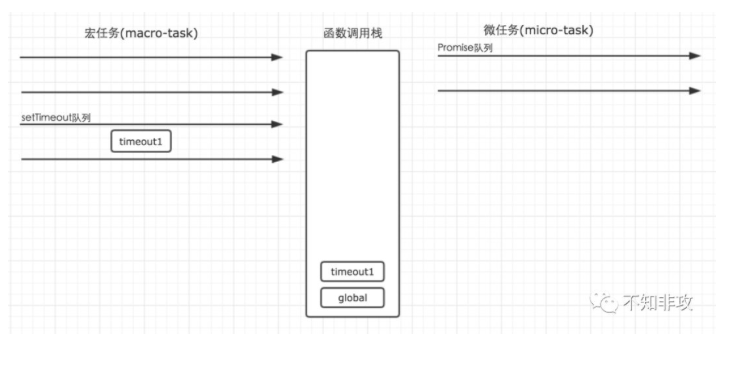 宏任务(macro-task)
函数调用栈
微任务(micro-task)
Promise队列
setTimeout队列
timeout1
timeout1
global
不知非攻